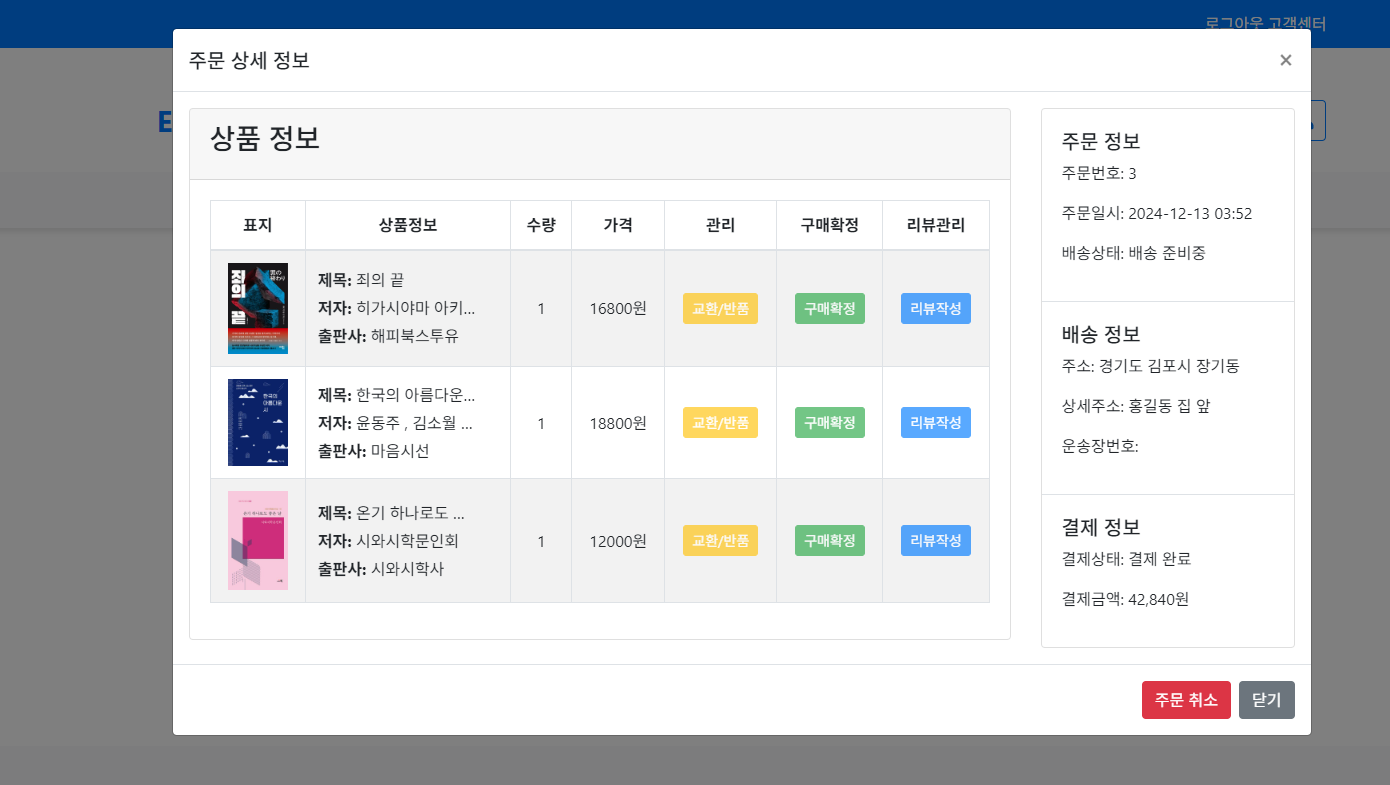 로그아웃 고객센터
주문 상세 정보
×
E
상품 정보
표지 상품정보 수량 가격 관리 구매확정 리뷰관리
죄의 끝
제목: 죄의 끝
저자: 히가시야마 아키...
출판사: 해피북스투유
1 16800원 교환/반품 구매확정 리뷰작성
한국의
아름다운
시
제목: 한국의 아름다운...
저자: 윤동주 , 김소월 ...
출판사: 마음시선
1 18800원 교환/반품 구매확정 리뷰작성
제목: 온기 하나로도 ...
저자: 시와시학문인회
출판사: 시와시학사
1 12000원 교환/반품 구매확정 리뷰작성
주문 정보
주문번호: 3
주문일시: 2024-12-13 03:52
배송상태: 배송 준비중
배송 정보
주소: 경기도 김포시 장기동
상세주소: 홍길동 집 앞
운송장번호:
결제 정보
결제상태: 결제 완료
결제금액: 42,840원
주문 취소 닫기